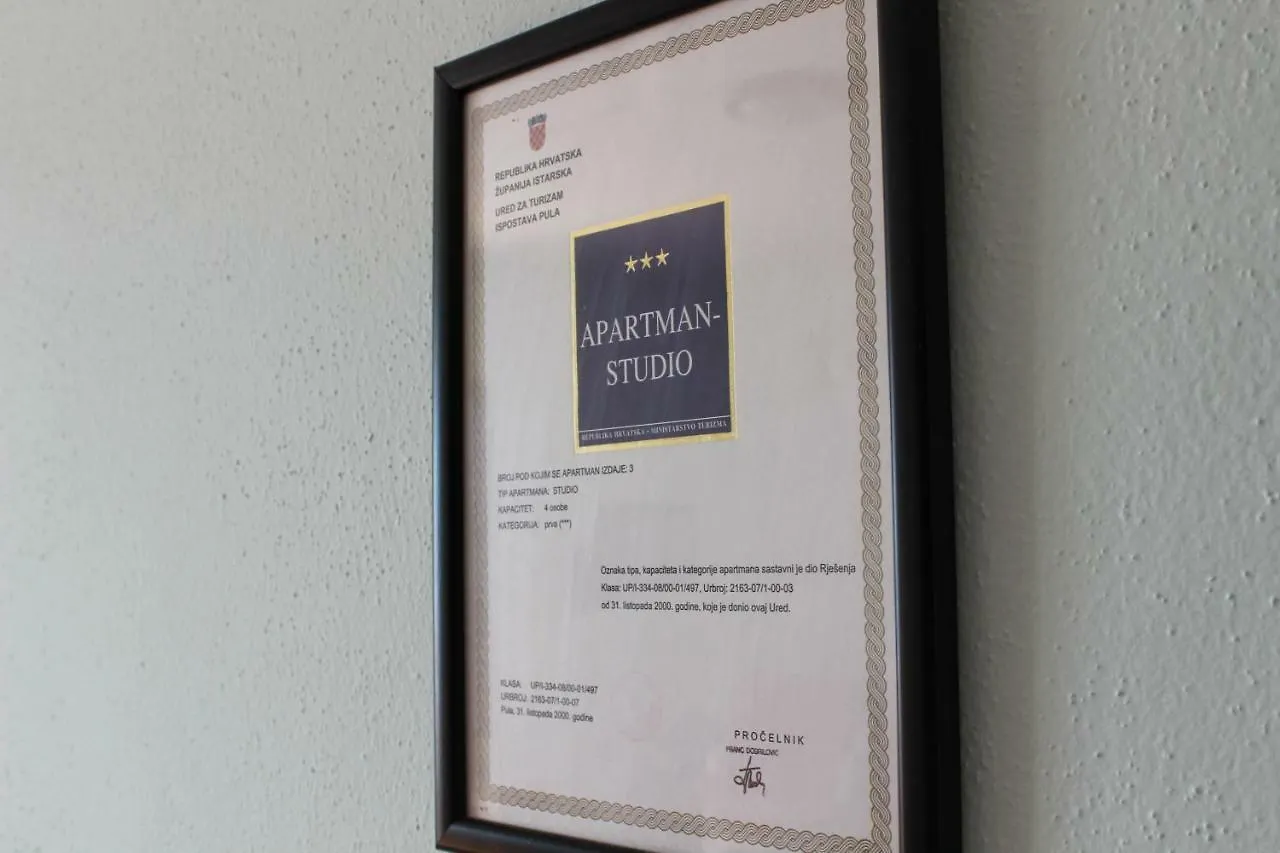 REPUBLIKA HRVATSKA
ŽUPANIJA ISTARSKA
URED ZA TURIZAM
ISPOSTAVA PULA
★★★
APARTMAN-
STUDIO
REPUBLIKA HRVATSKA - MINISTARSTVO TURIZMA
BROJ POD KOJIM SE APARTMAN IZDAJE: 3
TIP APARTMANA: STUDIO
KAPACITET: 4 osobe
KATEGORIJA: prva (***)
Oznaka tipa, kapaciteta i kategorije apartmana sastavni je dio Rješenja
Klasa: UP/I-334-08/00-01/497, Urbroj: 2163-07/1-00-03
od 31. listopada 2000. godine, koje je donio ovaj Ured.
KLASA: UP/I-334-08/00-01/497
URBROJ: 2163-07/1-00-07
Pula, 31. listopada 2000. godine
PROČELNIK
DOBRILOVIĆ